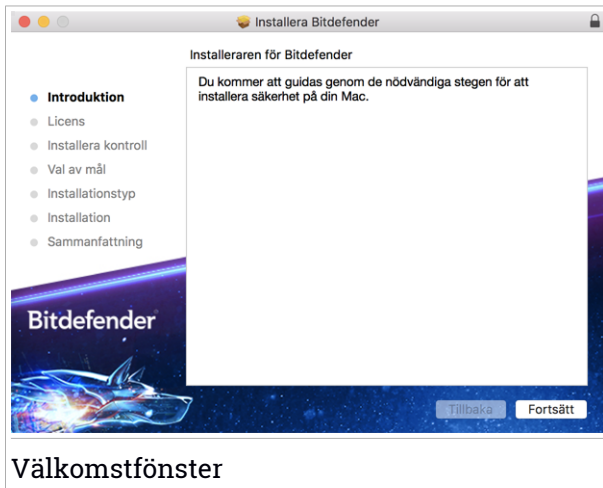 Installera Bitdefender
Installeraren för Bitdefender
Introduktion
Licens
Installera kontroll
Val av mål
Installationstyp
Installation
Sammanfattning
Du kommer att guidas genom de nödvändiga stegen för att
installera säkerhet på din Mac.
Bitdefender
Tillbaka
Fortsätt
Välkomstfönster